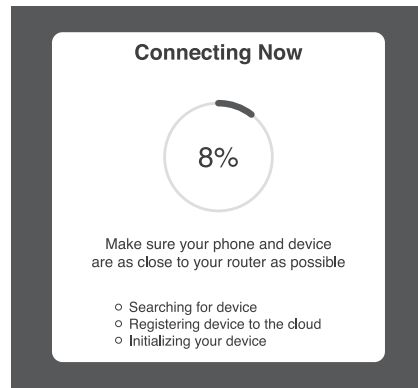 Connecting Now
8%
Make sure your phone and device
are as close to your router as possible
Searching for device
Registering device to the cloud
Initializing your device